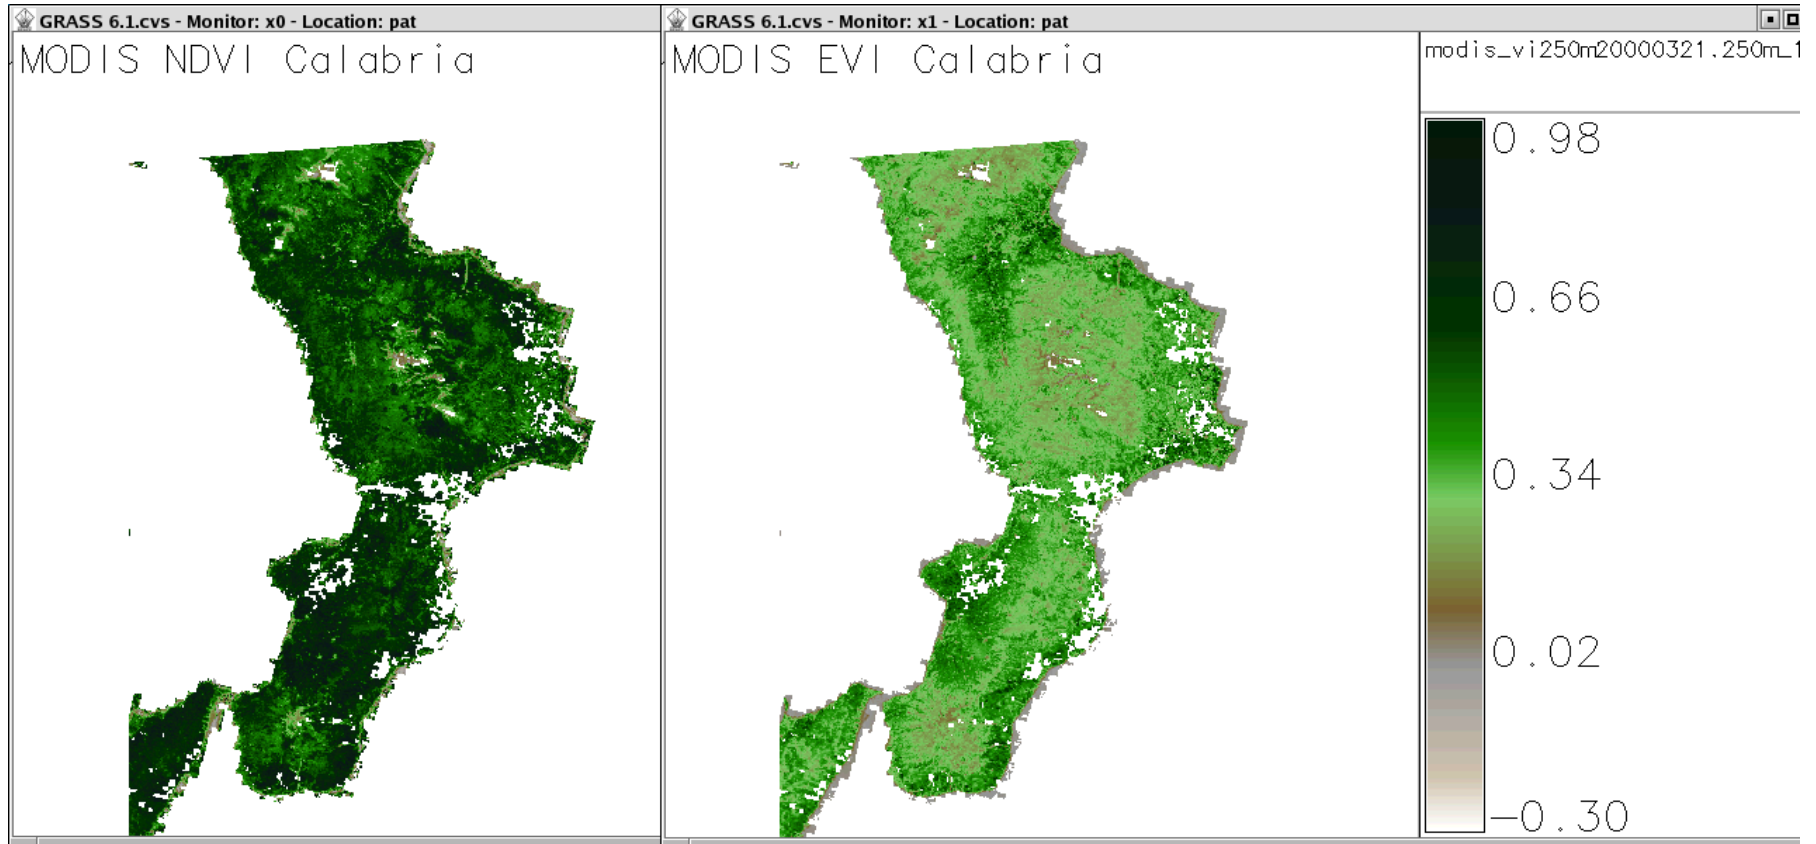 GRASS 6.1.cvs - Monitor: x0 - Location: pat
MODIS NDVI Calabria
GRASS 6.1.cvs - Monitor: x1 - Location: pat
MODIS EVI Calabria
modis_vi250m20000321.250m_1
0.98
0.66
0.34
0.02
-0.30